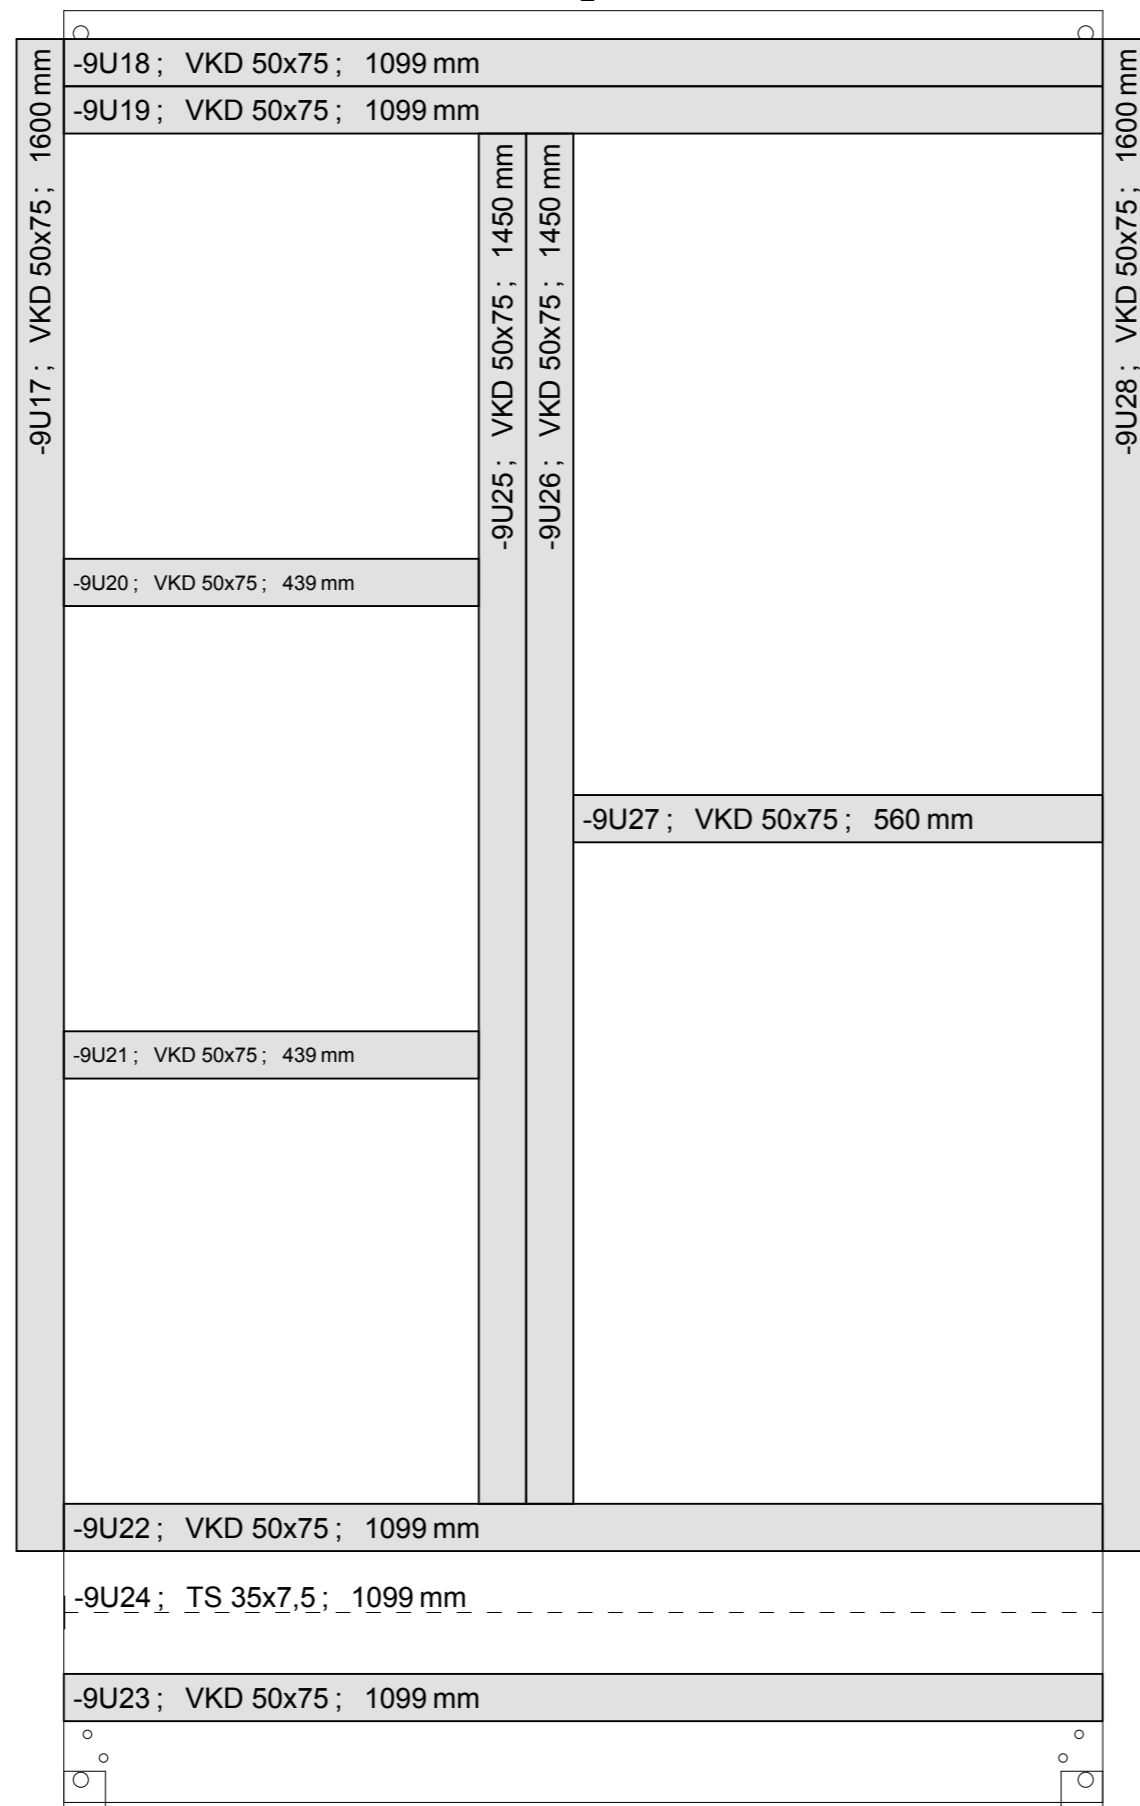 -9U18 ; VKD 50x75 ; 1099 mm
-9U19 ; VKD 50x75 ; 1099 mm
-9U17 ; VKD 50x75 ; 1600 mm
-9U25 ; VKD 50x75 ; 1450 mm
-9U26 ; VKD 50x75 ; 1450 mm
-9U28 ; VKD 50x75 ; 1600 mm
-9U20 ; VKD 50x75 ; 439 mm
-9U27 ; VKD 50x75 ; 560 mm
-9U21 ; VKD 50x75 ; 439 mm
-9U22 ; VKD 50x75 ; 1099 mm
-9U24 ; TS 35x7,5 ; 1099 mm
-9U23 ; VKD 50x75 ; 1099 mm